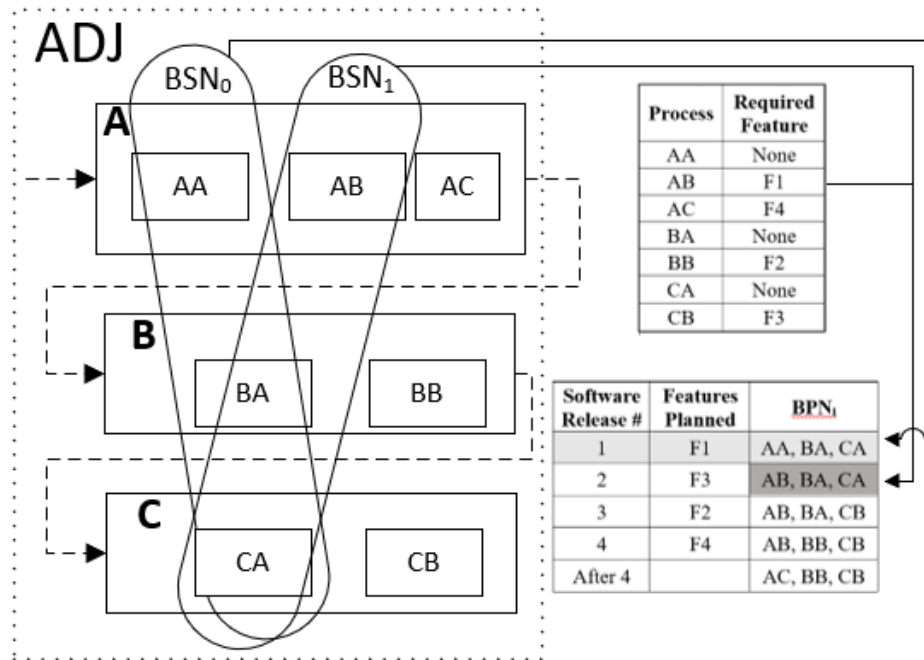 ADJ
BSN₀
BSN₁
A
AA
AB
AC
B
BA
BB
C
CA
CB
Process Required Feature
AA None
AB F1
AC F4
BA None
BB F2
CA None
CB F3
Software Release # Features Planned BPNᵢ
1 F1 AA, BA, CA
2 F3 AB, BA, CA
3 F2 AB, BA, CB
4 F4 AB, BB, CB
After 4 AC, BB, CB